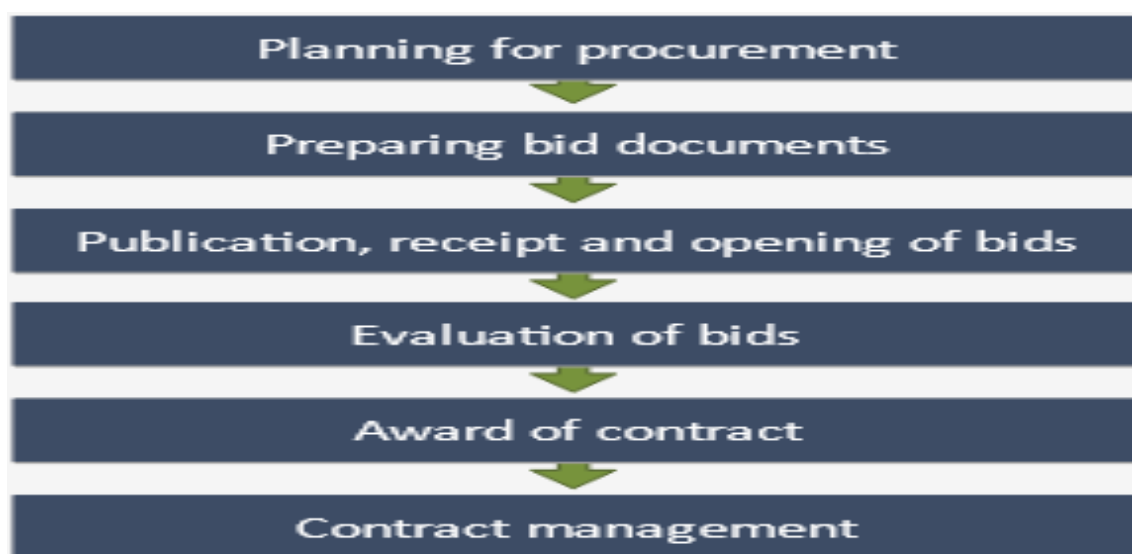 Planning for procurement
Preparing bid documents
Publication, receipt and opening of bids
Evaluation of bids
Award of contract
Contract management